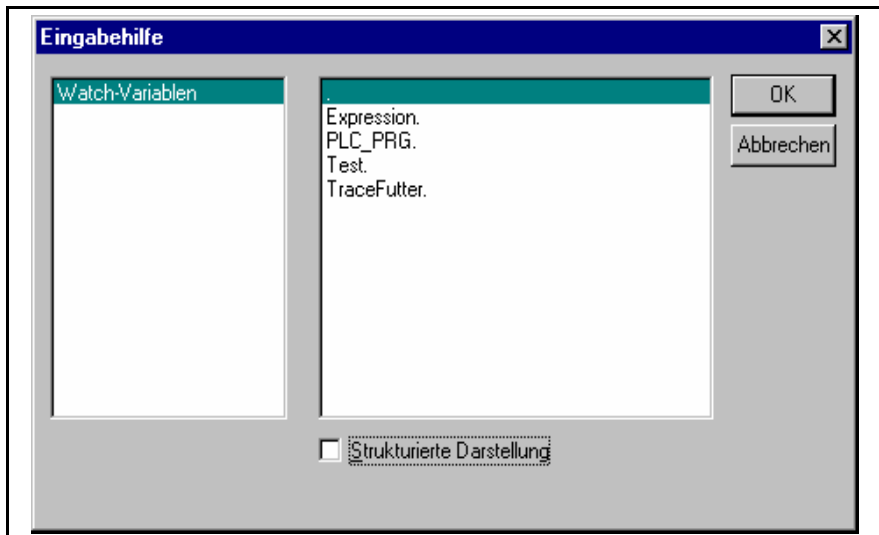 Eingabehilfe
Watch-Variablen
.
Expression.
PLC_PRG.
Test.
TraceFutter.
OK
Abbrechen
Strukturierte Darstellung